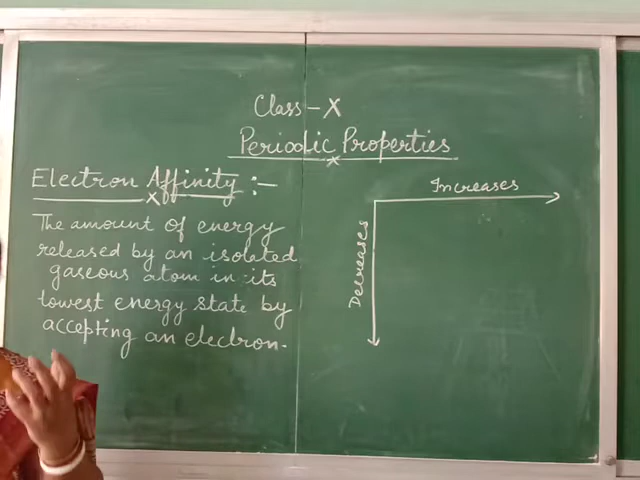 Class - X
Periodic Properties
Electron Affinity :-
The amount of energy
released by an isolated
gaseous atom in its
lowest energy state by
accepting an electron.
Increases
Decreases